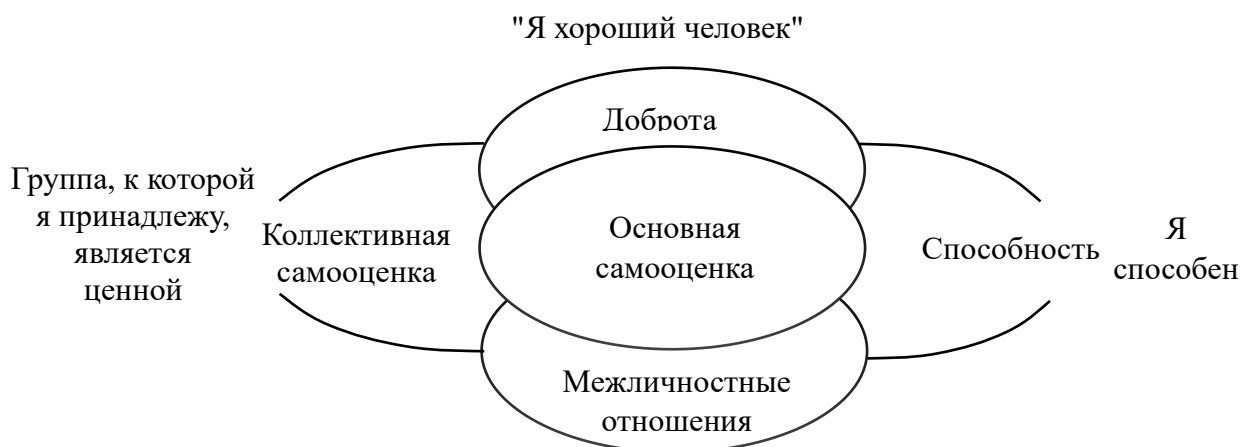 "Я хороший человек"
Доброта
Группа, к которой
я принадлежу,
является
ценной
Коллективная
самооценка
Основная
самооценка
Способность
Я
способен
Межличностные
отношения